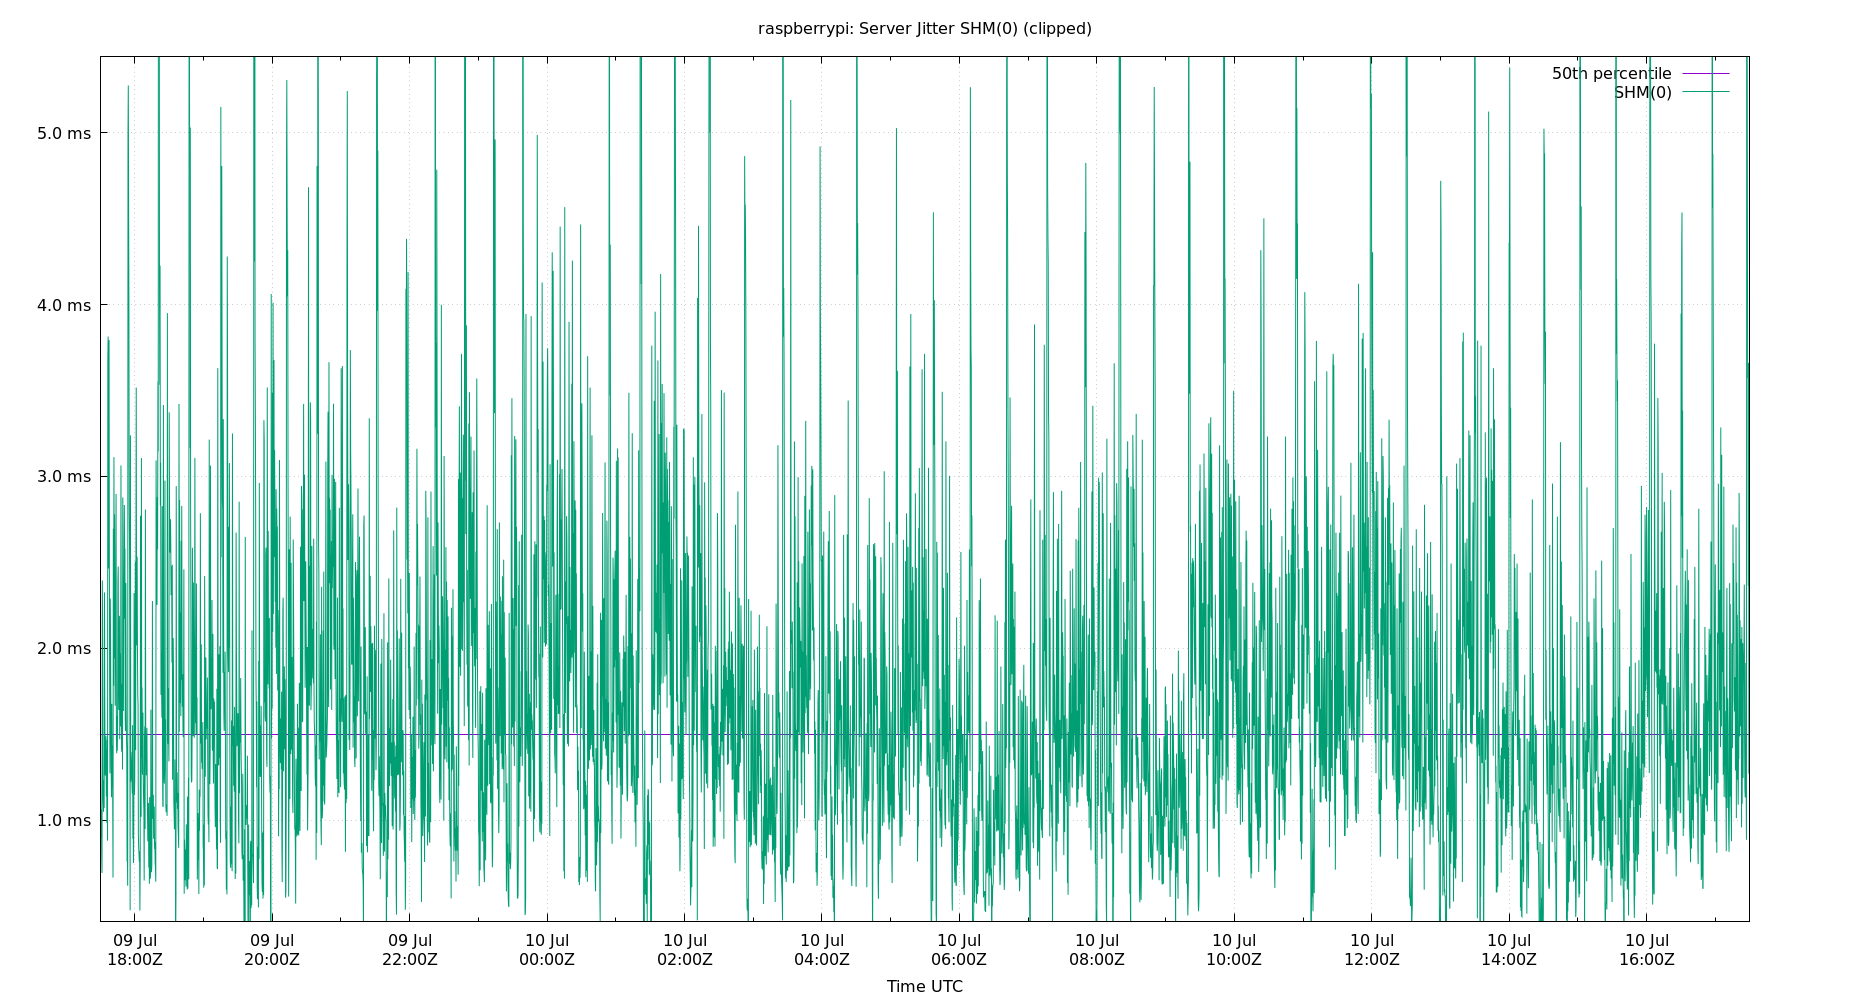 raspberrypi: Server Jitter SHM(0) (clipped)
50th percentile
SHM(0)
5.0 ms
4.0 ms
3.0 ms
2.0 ms
1.0 ms
09 Jul 09 Jul 09 Jul 10 Jul 10 Jul 10 Jul 10 Jul 10 Jul 10 Jul 10 Jul 10 Jul 10 Jul
18:00Z 20:00Z 22:00Z 00:00Z 02:00Z 04:00Z 06:00Z 08:00Z 10:00Z 12:00Z 14:00Z 16:00Z
Time UTC